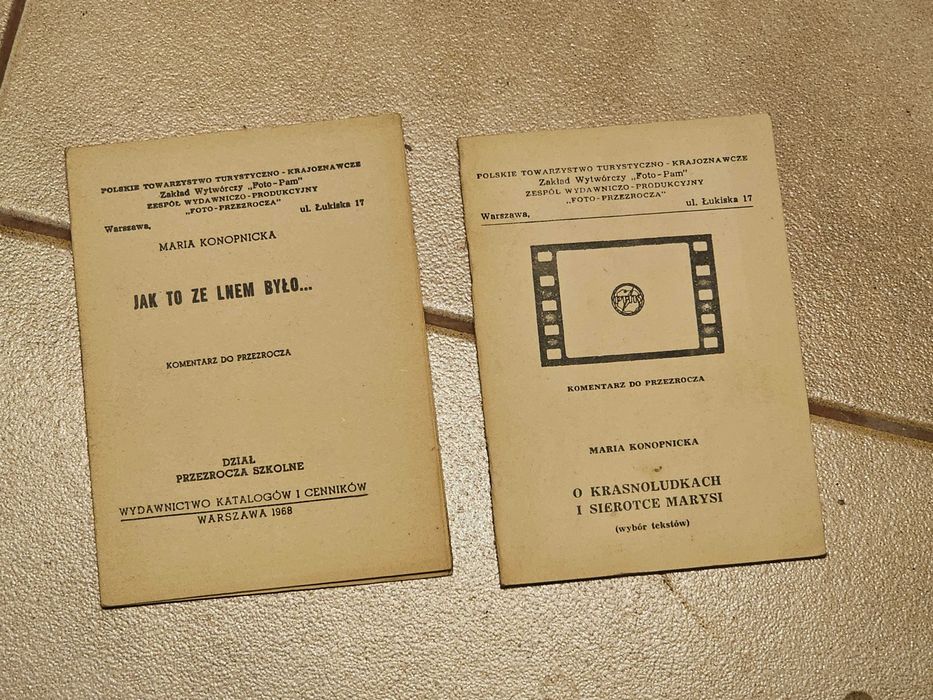 POLSKIE TOWARZYSTWO TURYSTYCZNO-KRAJOZNAWCZE
Zakład Wytwórczy „Foto-Pam"
ZESPÓŁ WYDAWNICZO-PRODUKCYJNY
„FOTO-PRZEZROCZA"
Warszawa, ul. Łukiska 17
MARIA KONOPNICKA
JAK TO ZE LNEM BYŁO...
KOMENTARZ DO PRZEZROCZA
DZIAŁ
PRZEZROCZA SZKOLNE
WYDAWNICTWO KATALOGÓW I CENNIKÓW
WARSZAWA 1968
POLSKIE TOWARZYSTWO TURYSTYCZNO-KRAJOZNAWCZE
Zakład Wytwórczy „Foto-Pam"
ZESPÓŁ WYDAWNICZO-PRODUKCYJNY
„FOTO-PRZEZROCZA"
Warszawa, ul. Łukiska 17
KOMENTARZ DO PRZEZROCZA
MARIA KONOPNICKA
O KRASNOLUDKACH
I SIEROTCE MARYSI
(wybór tekstów)